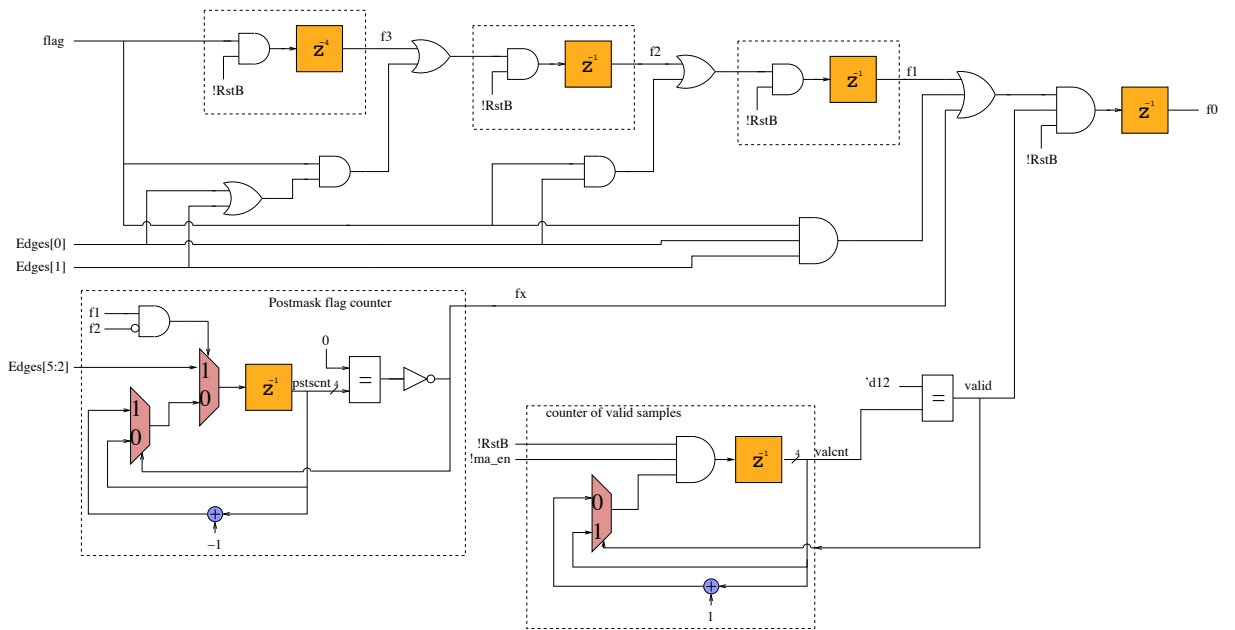 flag
z⁻⁴
f3
z⁻¹
f2
z⁻¹
f1
z⁻¹
f0
!RstB
!RstB
!RstB
!RstB
Edges[0]
Edges[1]
Postmask flag counter
fx
f1
f2
0
Edges[5:2]
1
0
z⁻¹
pstscnt
4
=
1
0
'd12
=
valid
counter of valid samples
!RstB
!ma_en
z⁻¹
4
valcnt
0
1
+
−1
+
1